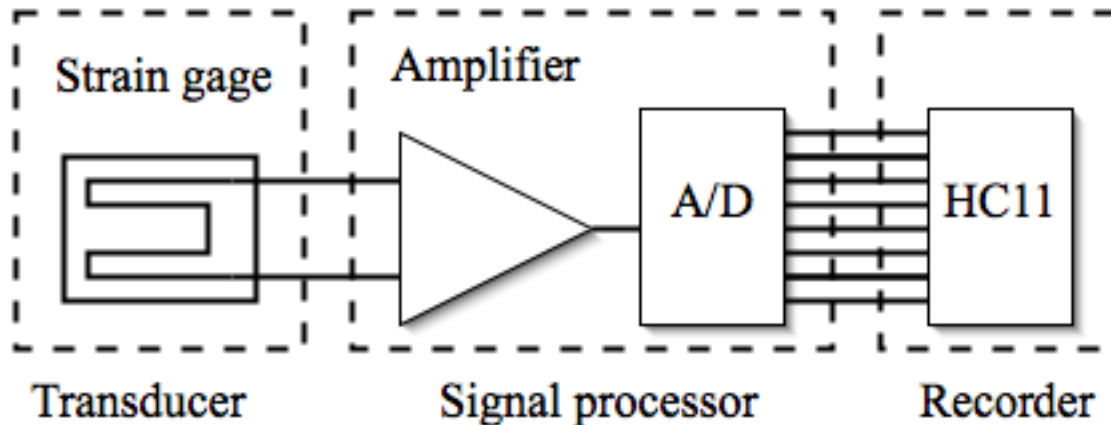 Strain gage
Amplifier
A/D
HC11
Transducer
Signal processor
Recorder